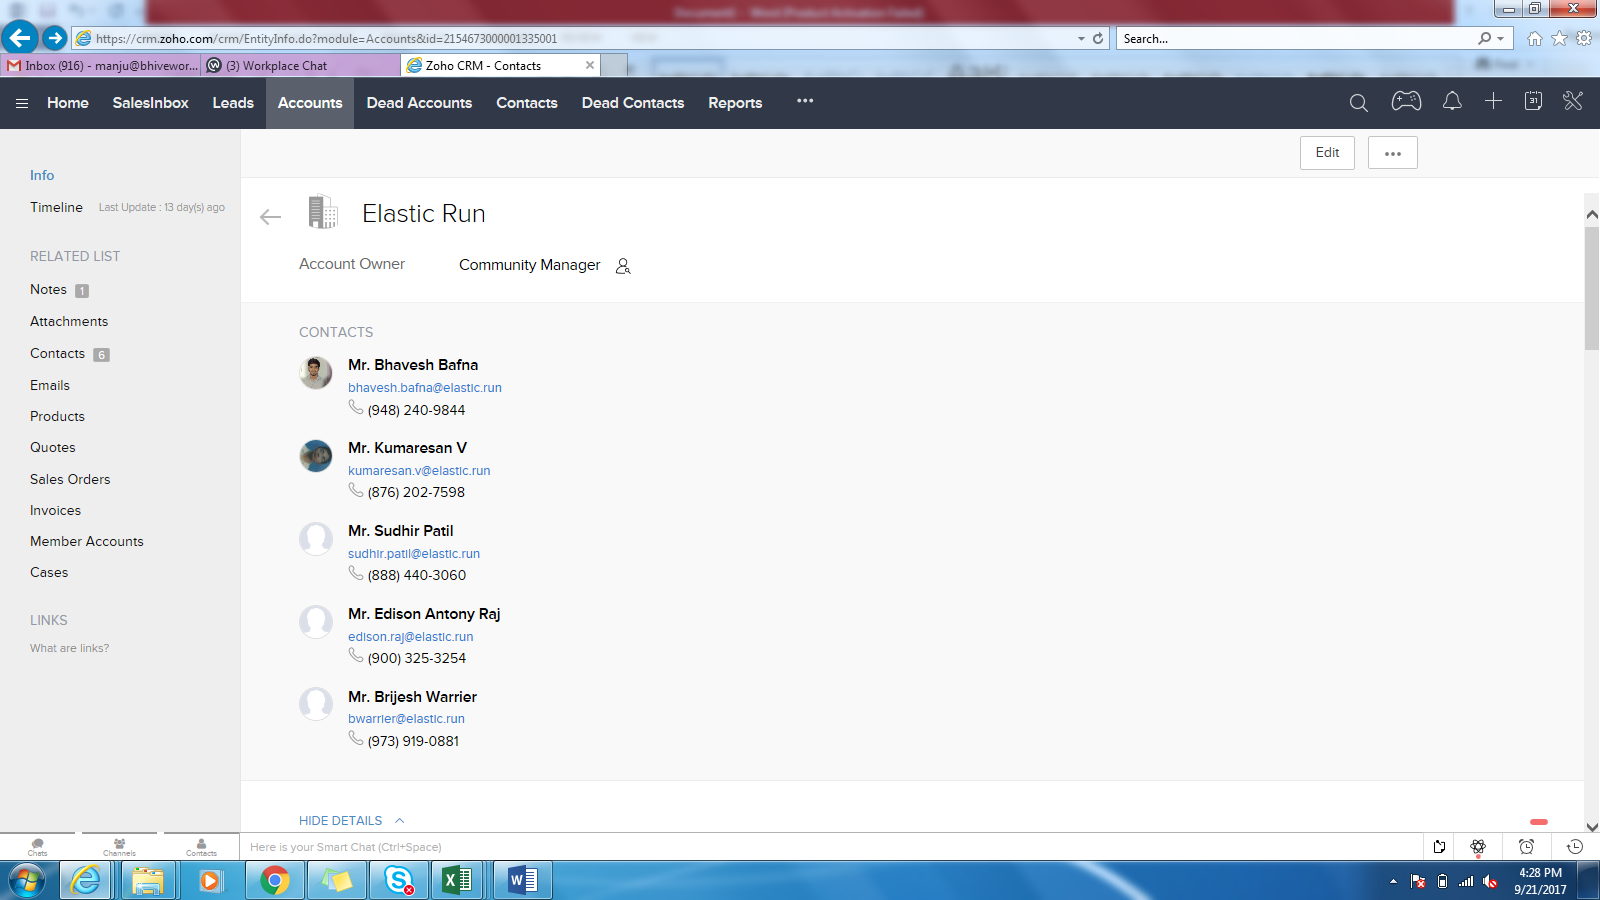 Document1 - Word (Product Activation Failed)
https://crm.zoho.com/crm/EntityInfo.do?module=Accounts&id=2154673000001335001
Search...
Inbox (916) - manju@bhivewor...
(3) Workplace Chat
Zoho CRM - Contacts
Home
SalesInbox
Leads
Accounts
Dead Accounts
Contacts
Dead Contacts
Reports
31
Info
Timeline
Last Update : 13 day(s) ago
RELATED LIST
Notes 1
Attachments
Contacts 6
Emails
Products
Quotes
Sales Orders
Invoices
Member Accounts
Cases
LINKS
What are links?
Edit
Elastic Run
Account Owner
Community Manager
CONTACTS
Mr. Bhavesh Bafna
bhavesh.bafna@elastic.run
(948) 240-9844
Mr. Kumaresan V
kumaresan.v@elastic.run
(876) 202-7598
Mr. Sudhir Patil
sudhir.patil@elastic.run
(888) 440-3060
Mr. Edison Antony Raj
edison.raj@elastic.run
(900) 325-3254
Mr. Brijesh Warrier
bwarrier@elastic.run
(973) 919-0881
HIDE DETAILS
Chats
Channels
Contacts
Here is your Smart Chat (Ctrl+Space)
4:28 PM
9/21/2017